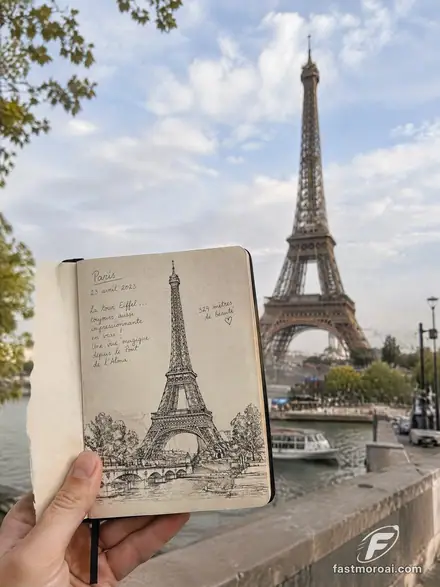 Paris
27 avril 2025
La tour Eiffel...
toujours aussi
impressionnante
en vrai !
Une vue magique
depuis le Pont
de l'Alma
324 mètres
de beauté
fastmoroai.com